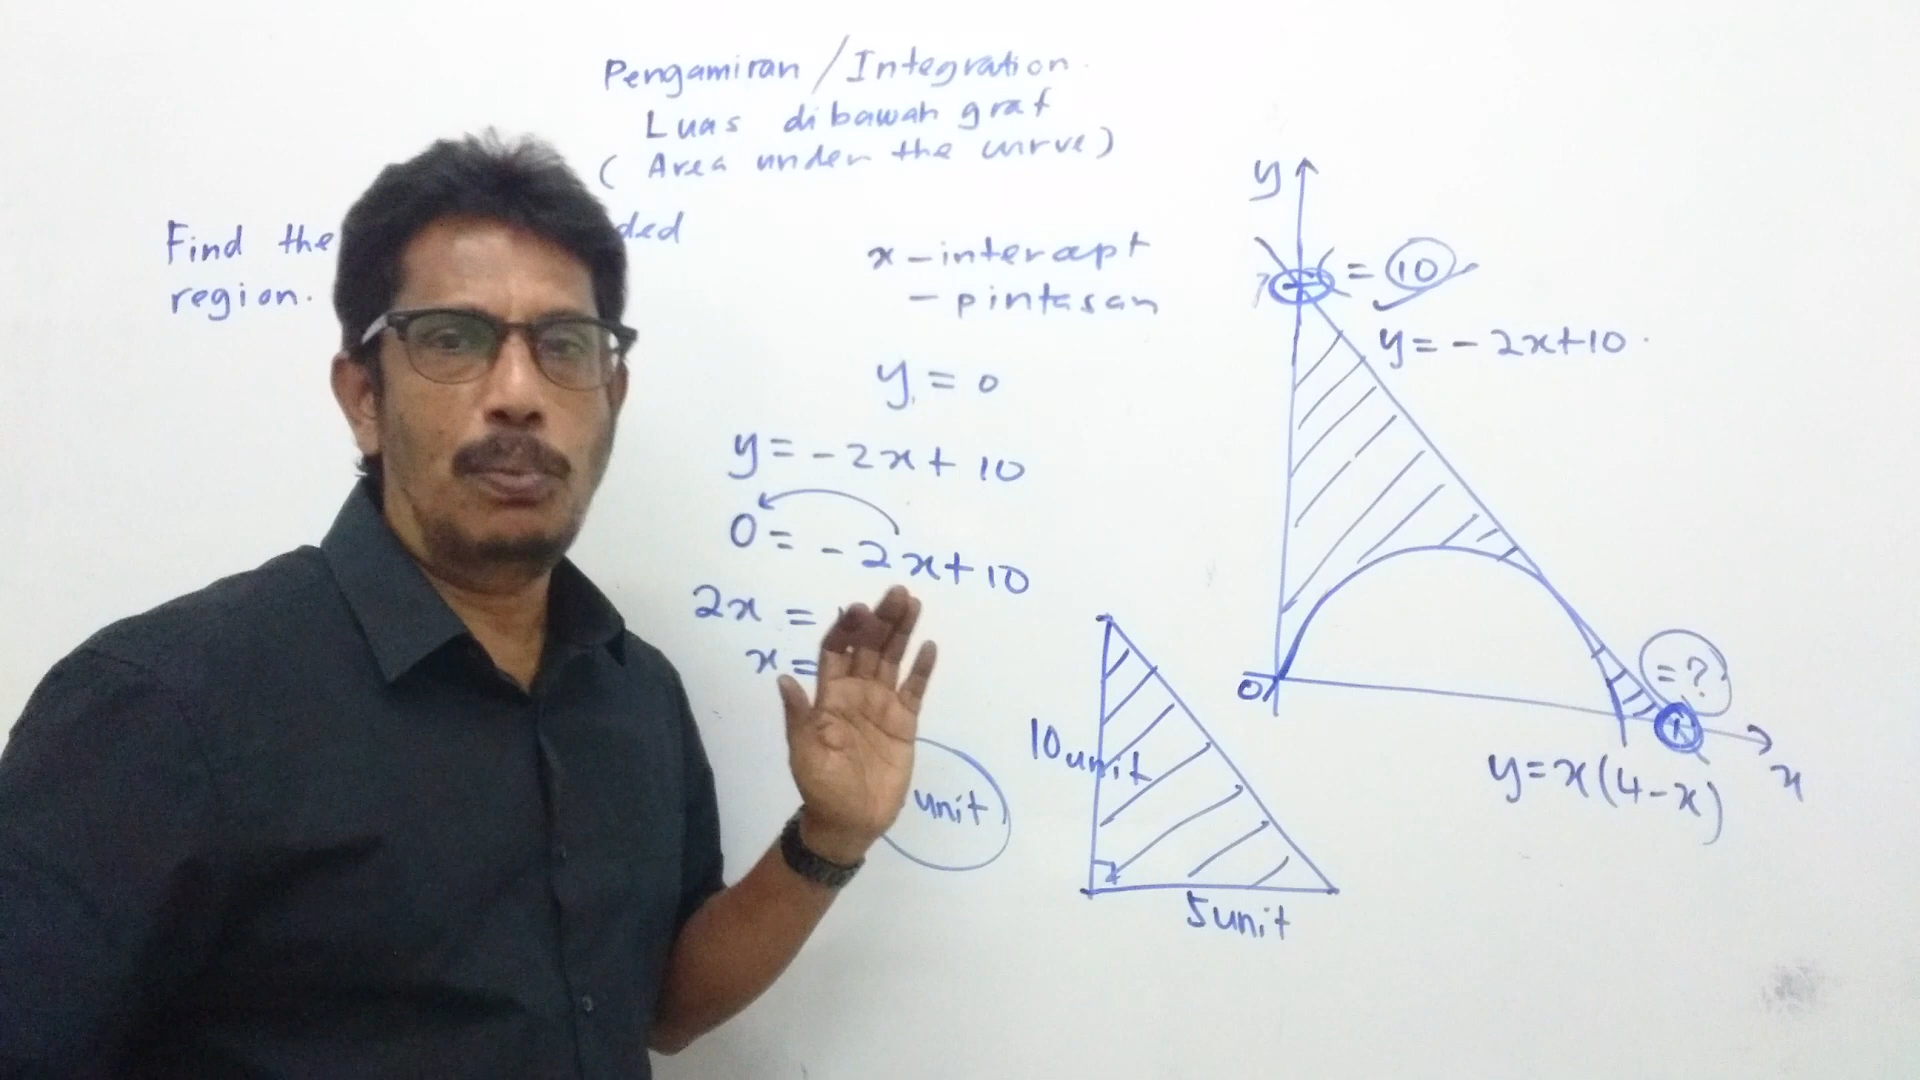 Pengamiran / Integration.
Luas dibawah graf
( Area under the curve )
Find the ded
region.
x - intercept
- pintasan
y = 0
y = -2x + 10
0 = -2x + 10
2x =
x =
unit
10 unit
5 unit
y
= 10
y = -2x + 10.
= ?
0
x
y = x(4-x)